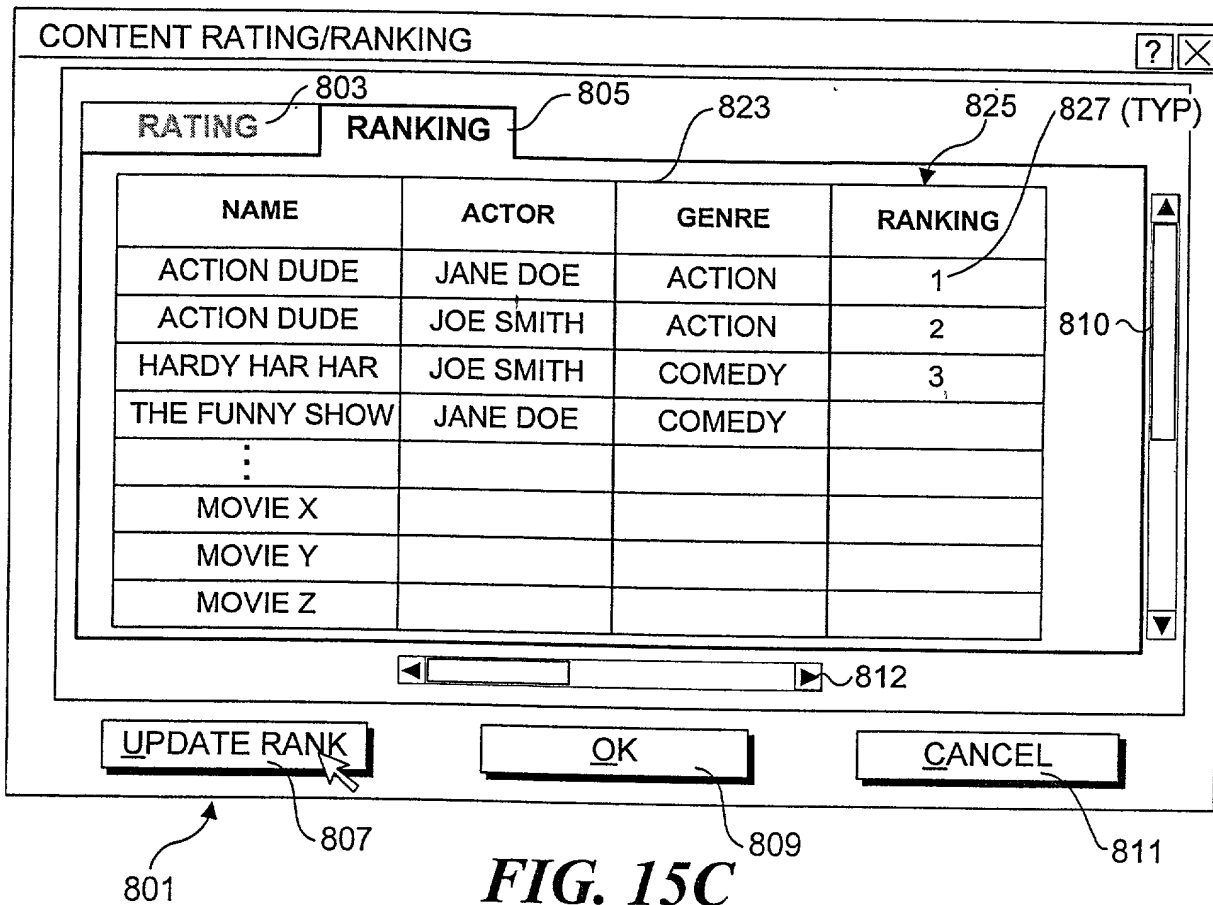 CONTENT RATING/RANKING ? X
803 805 823 825 827 (TYP)
RATING RANKING
NAME ACTOR GENRE RANKING
ACTION DUDE JANE DOE ACTION 1
ACTION DUDE JOE SMITH ACTION 2
810
HARDY HAR HAR JOE SMITH COMEDY 3
THE FUNNY SHOW JANE DOE COMEDY
⋮
MOVIE X
MOVIE Y
MOVIE Z
812
UPDATE RANK OK CANCEL
801 807 809 811
FIG. 15C